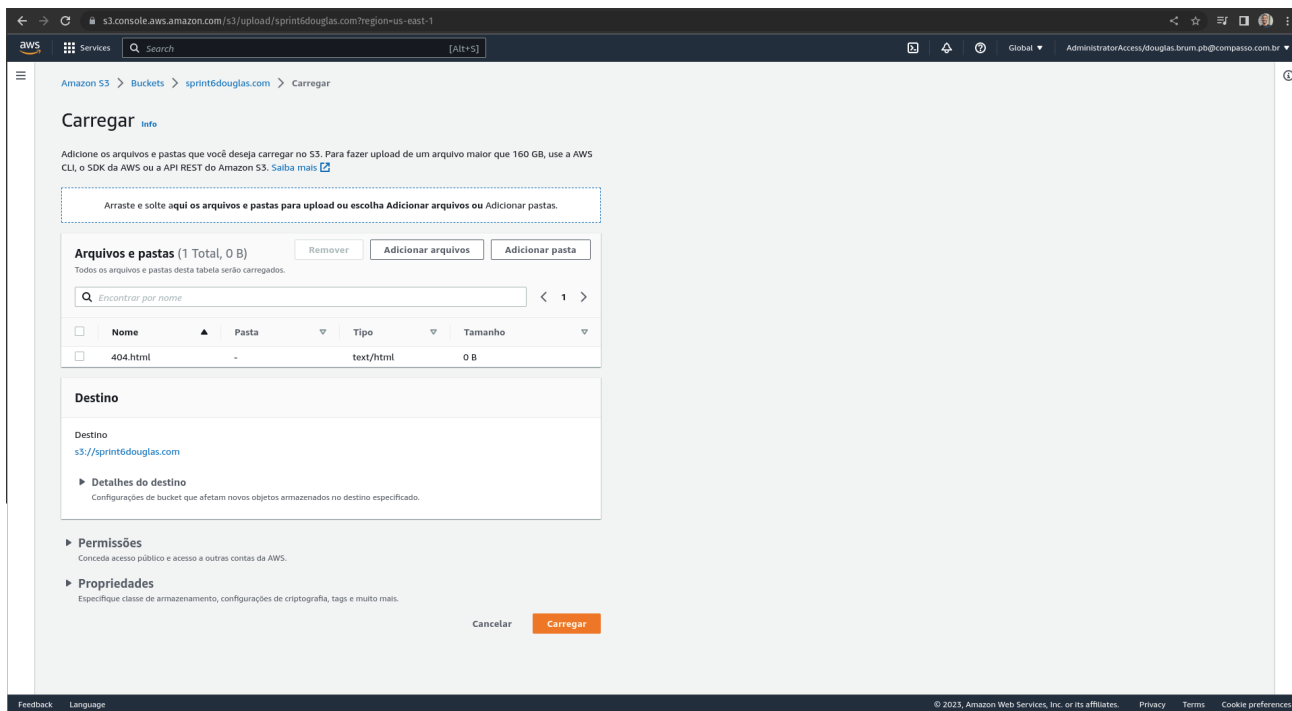 s3.console.aws.amazon.com/s3/upload/sprint6douglas.com?region=us-east-1
aws Services Search [Alt+S] Global AdministratorAccess/douglas.brum.pb@compasso.com.br
Amazon S3 > Buckets > sprint6douglas.com > Carregar
Carregar Info
Adicione os arquivos e pastas que você deseja carregar no S3. Para fazer upload de um arquivo maior que 160 GB, use a AWS
CLI, o SDK da AWS ou a API REST do Amazon S3. Saiba mais
Arraste e solte aqui os arquivos e pastas para upload ou escolha Adicionar arquivos ou Adicionar pastas.
Arquivos e pastas (1 Total, 0 B) Remover Adicionar arquivos Adicionar pasta
Todos os arquivos e pastas desta tabela serão carregados.
Encontrar por nome < 1 >
Nome Pasta Tipo Tamanho
404.html - text/html 0 B
Destino
Destino
s3://sprint6douglas.com
Detalhes do destino
Configurações de bucket que afetam novos objetos armazenados no destino especificado.
Permissões
Conceda acesso público e acesso a outras contas da AWS.
Propriedades
Especifique classe de armazenamento, configurações de criptografia, tags e muito mais.
Cancelar Carregar
Feedback Language © 2023, Amazon Web Services, Inc. or its affiliates. Privacy Terms Cookie preferences